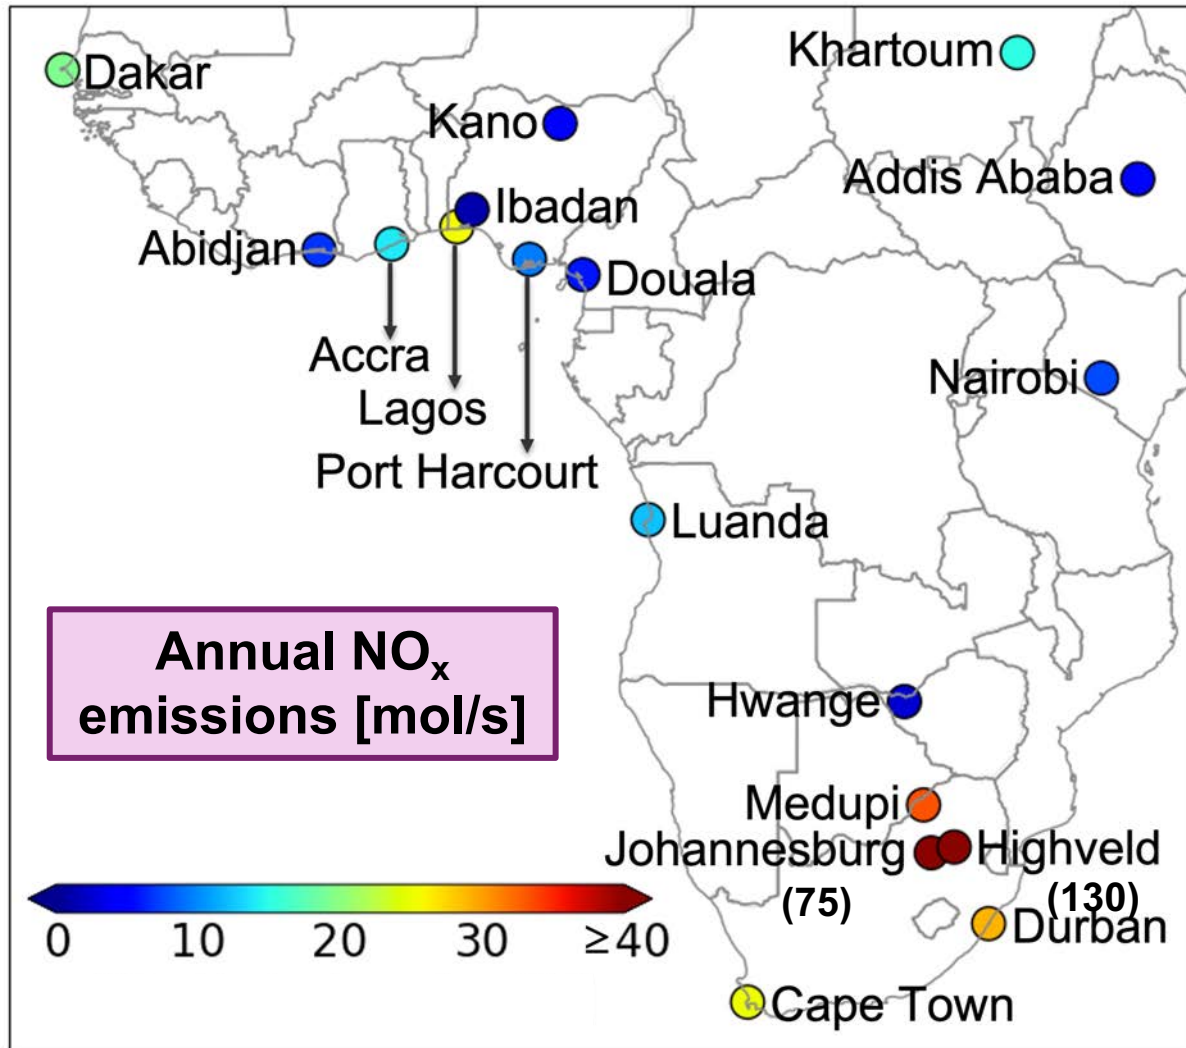 Dakar
Khartoum
Kano
Addis Ababa
Ibadan
Abidjan
Douala
Accra
Lagos
Nairobi
Port Harcourt
Luanda
Annual NOₓ
emissions [mol/s]
Hwange
Medupi
Johannesburg
Highveld
(75)
(130)
Durban
0 10 20 30 ≥40
Cape Town